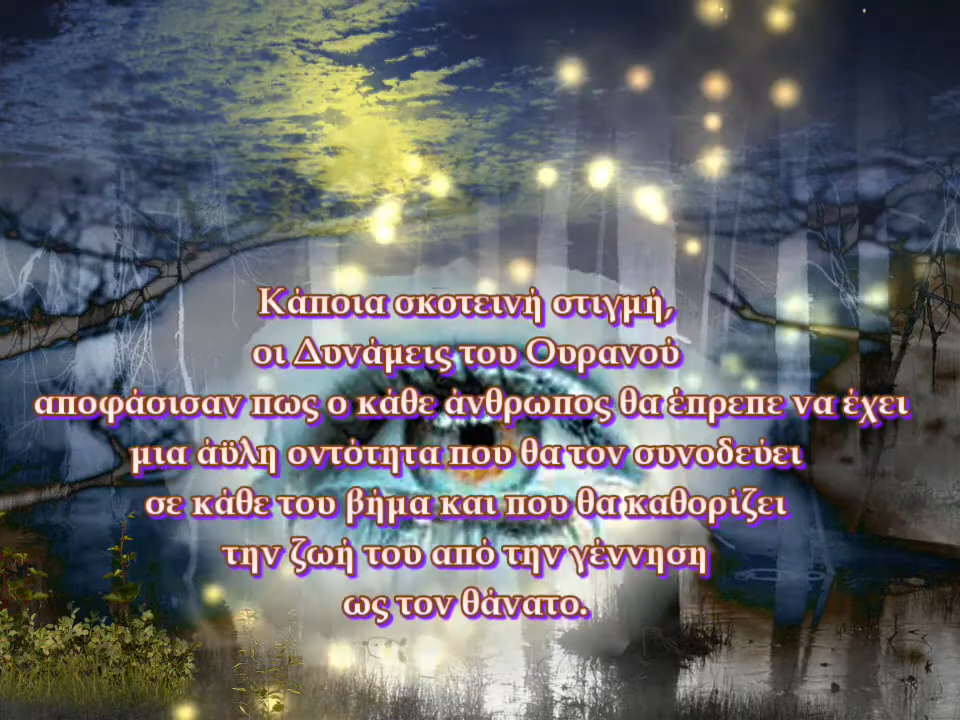 Κάποια σκοτεινή στιγμή,
οι Δυνάμεις του Ουρανού
αποφάσισαν πως ο κάθε άνθρωπος θα έπρεπε να έχει
μια άϋλη οντότητα που θα τον συνοδεύει
σε κάθε του βήμα και που θα καθορίζει
την ζωή του από την γέννηση
ως τον θάνατο.